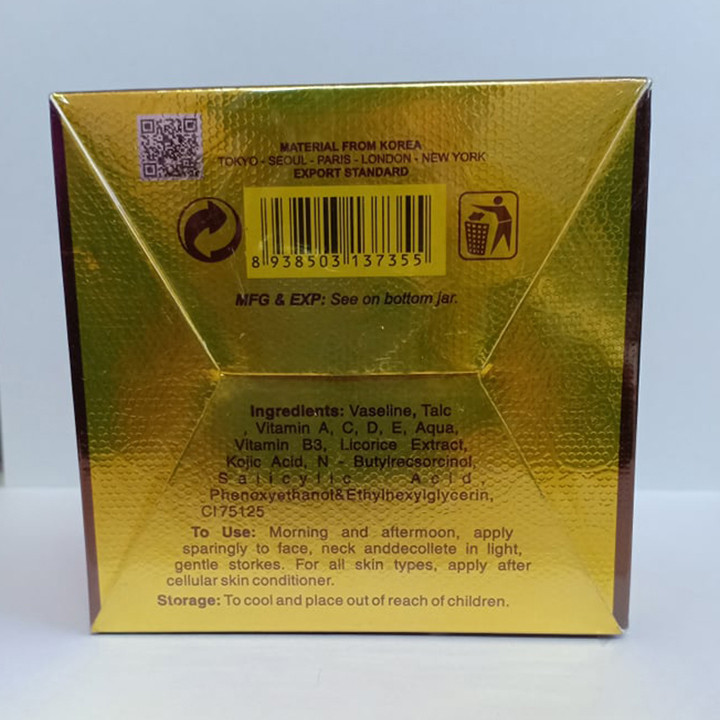 MATERIAL FROM KOREA
TOKYO - SEOUL - PARIS - LONDON - NEW YORK
EXPORT STANDARD
8 938503 137355
MFG & EXP: See on bottom jar.
Ingredients: Vaseline, Talc
, Vitamin A, C, D, E, Aqua,
Vitamin B3, Licorice Extract,
Kojic Acid, N - Butylrecsorcinol,
Salicylic Acid,
Phenoxyethanol&Ethylhexylglycerin,
CI 75125
To Use: Morning and afternoon, apply
sparingly to face, neck anddecollete in light,
gentle storkes. For all skin types, apply after
cellular skin conditioner.
Storage: To cool and place out of reach of children.